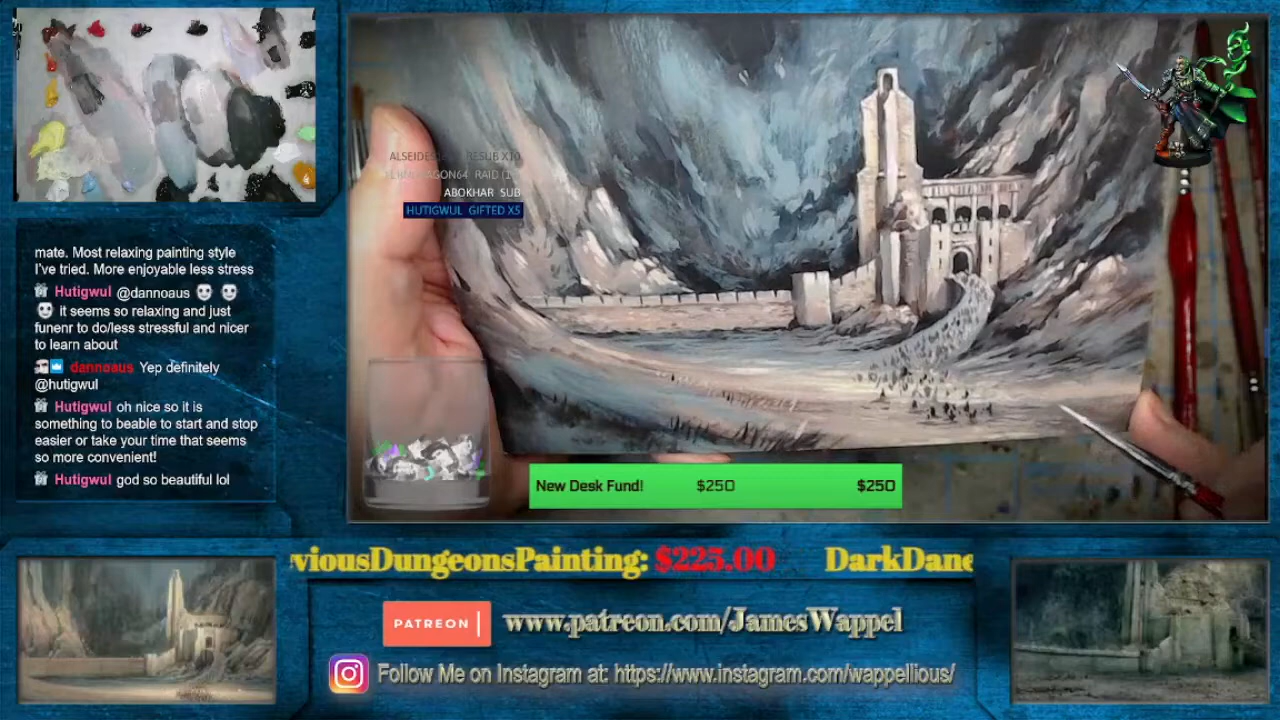 RESUB X10
RAID
ABOKHAR SUB
HUTIGWUL GIFTED X5
mate. Most relaxing painting style
I've tried. More enjoyable less stress
Hutigwul @dannoaus
it seems so relaxing and just
funenr to do/less stressful and nicer
to learn about
dannoaus Yep definitely
@hutigwul
Hutigwul oh nice so it is
something to beable to start and stop
easier or take your time that seems
so more convenient!
Hutigwul god so beautiful lol
New Desk Fund! $250 $250
viousDungeonsPainting: $225.00 DarkDane
PATREON www.patreon.com/JamesWappel
Follow Me on Instagram at: https://www.instagram.com/wappellious/